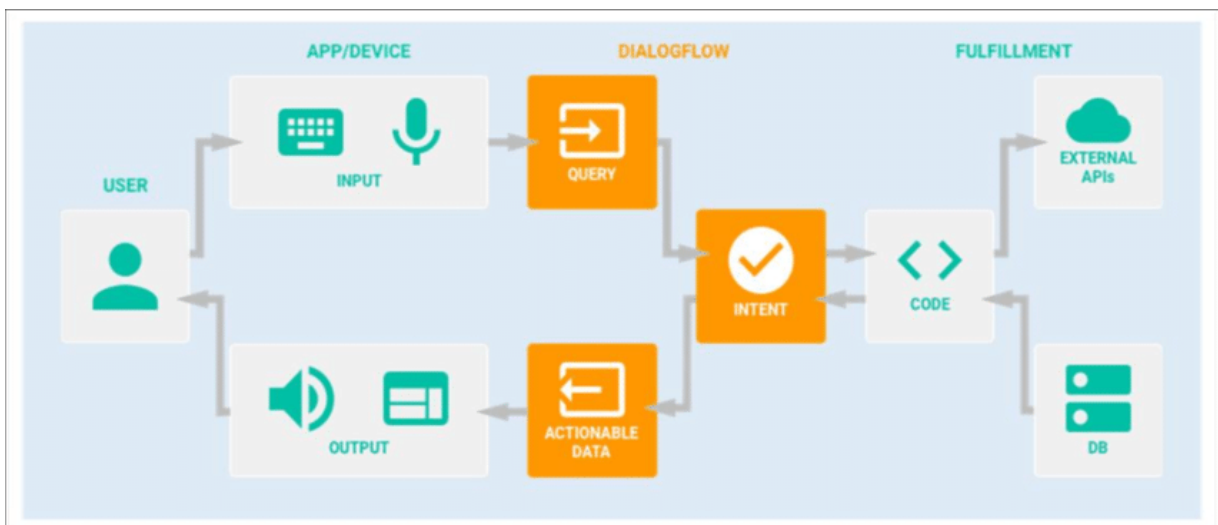 APP/DEVICE
DIALOGFLOW
FULFILLMENT
USER
INPUT
QUERY
EXTERNAL
APIs
INTENT
CODE
OUTPUT
ACTIONABLE
DATA
DB